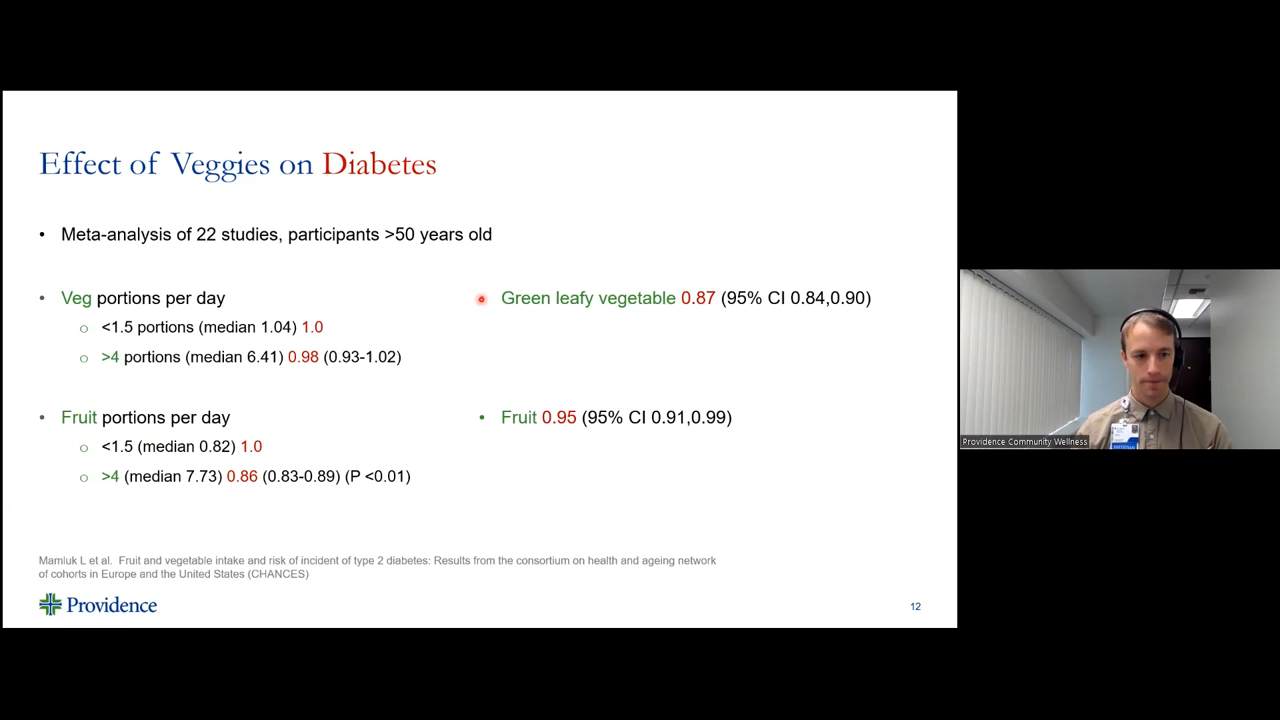 Effect of Veggies on Diabetes
• Meta-analysis of 22 studies, participants >50 years old
• Veg portions per day
o <1.5 portions (median 1.04) 1.0
o >4 portions (median 6.41) 0.98 (0.93-1.02)
• Fruit portions per day
o <1.5 (median 0.82) 1.0
o >4 (median 7.73) 0.86 (0.83-0.89) (P <0.01)
Green leafy vegetable 0.87 (95% CI 0.84,0.90)
• Fruit 0.95 (95% CI 0.91,0.99)
Mamluk L et al. Fruit and vegetable intake and risk of incident of type 2 diabetes: Results from the consortium on health and ageing network
of cohorts in Europe and the United States (CHANCES)
Providence
12
Providence Community Wellness